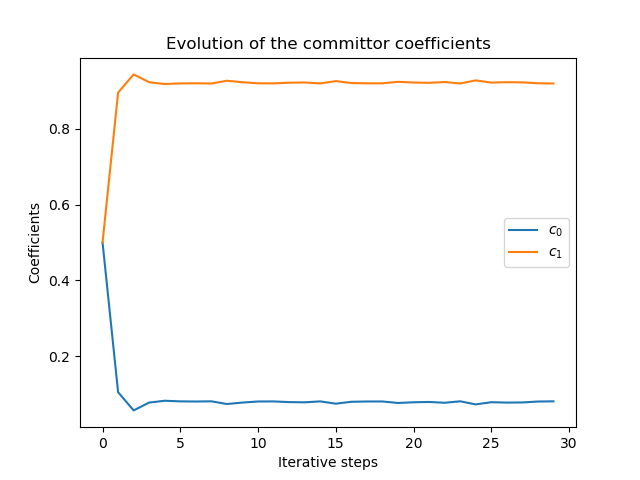 Evolution of the committor coefficients
Coefficients
0.8
0.6
0.4
0.2
c₀
c₁
0 5 10 15 20 25 30
Iterative steps